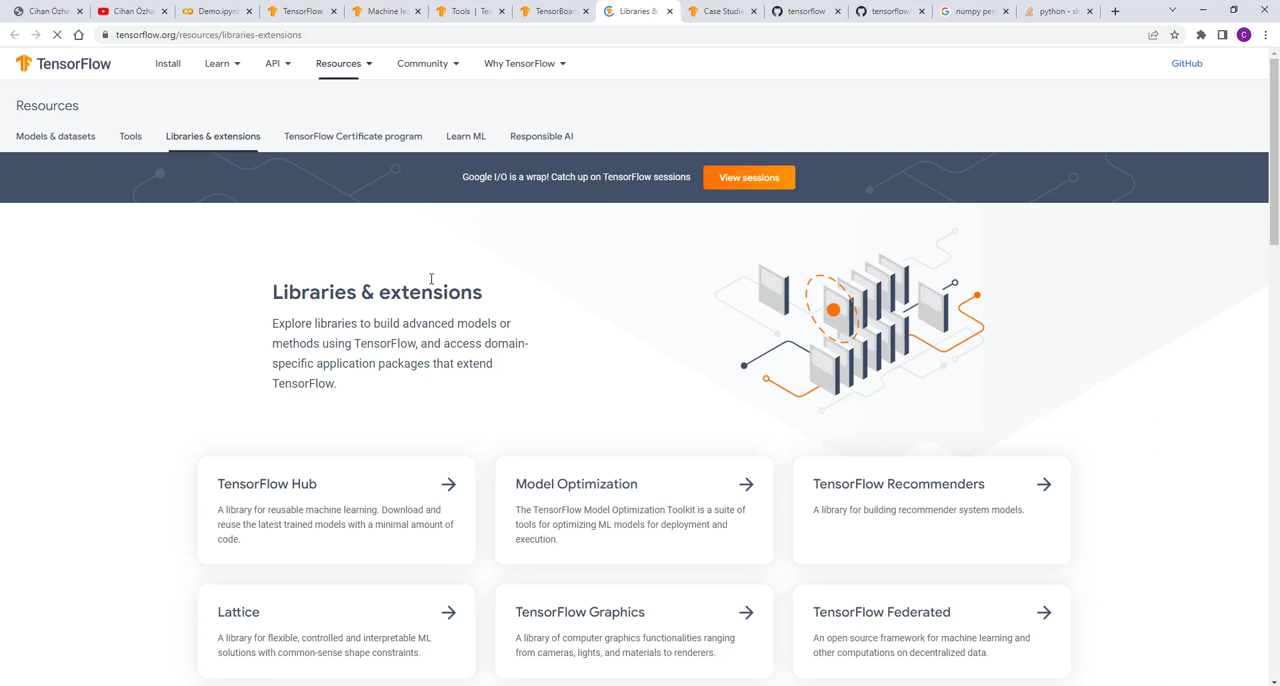 Cihan Özha
Cihan Özhı
Demo.ipyn
TensorFlow
Machine le
Tools | Ten
TensorBoar
Libraries &
Case Studie
tensorflow
tensorflow/
numpy per
python - sh
tensorflow.org/resources/libraries-extensions
C
TensorFlow
Install
Learn
API
Resources
Community
Why TensorFlow
GitHub
Resources
Models & datasets
Tools
Libraries & extensions
TensorFlow Certificate program
Learn ML
Responsible AI
Google I/O is a wrap! Catch up on TensorFlow sessions
View sessions
Libraries & extensions
Explore libraries to build advanced models or
methods using TensorFlow, and access domain-
specific application packages that extend
TensorFlow.
TensorFlow Hub
A library for reusable machine learning. Download and
reuse the latest trained models with a minimal amount of
code.
Model Optimization
The TensorFlow Model Optimization Toolkit is a suite of
tools for optimizing ML models for deployment and
execution.
TensorFlow Recommenders
A library for building recommender system models.
Lattice
A library for flexible, controlled and interpretable ML
solutions with common-sense shape constraints.
TensorFlow Graphics
A library of computer graphics functionalities ranging
from cameras, lights, and materials to renderers.
TensorFlow Federated
An open source framework for machine learning and
other computations on decentralized data.